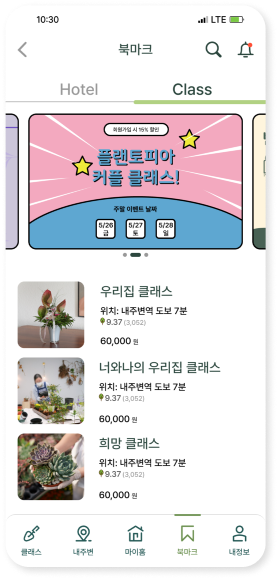 10:30
LTE
북마크
Hotel
Class
회원가입 시 15% 할인
플랜토피아
커플 클래스!
주말 이벤트 날짜
5/26 5/27 5/28
금 토 일
우리집 클래스
위치: 내주변역 도보 7분
9.37 (3,052)
60,000 원
너와나의 우리집 클래스
위치: 내주변역 도보 7분
9.37 (3,052)
60,000 원
희망 클래스
위치: 내주변역 도보 7분
9.37 (3,052)
60,000 원
클래스 내주변 마이홈 북마크 내정보